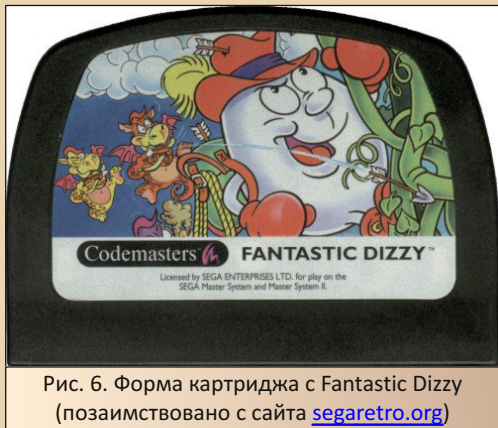 Codemasters™
FANTASTIC DIZZY™
Licensed by SEGA ENTERPRISES LTD. for play on the
SEGA Master System and Master System II.
Рис. 6. Форма картриджа с Fantastic Dizzy
(позаимствовано с сайта segaretro.org)